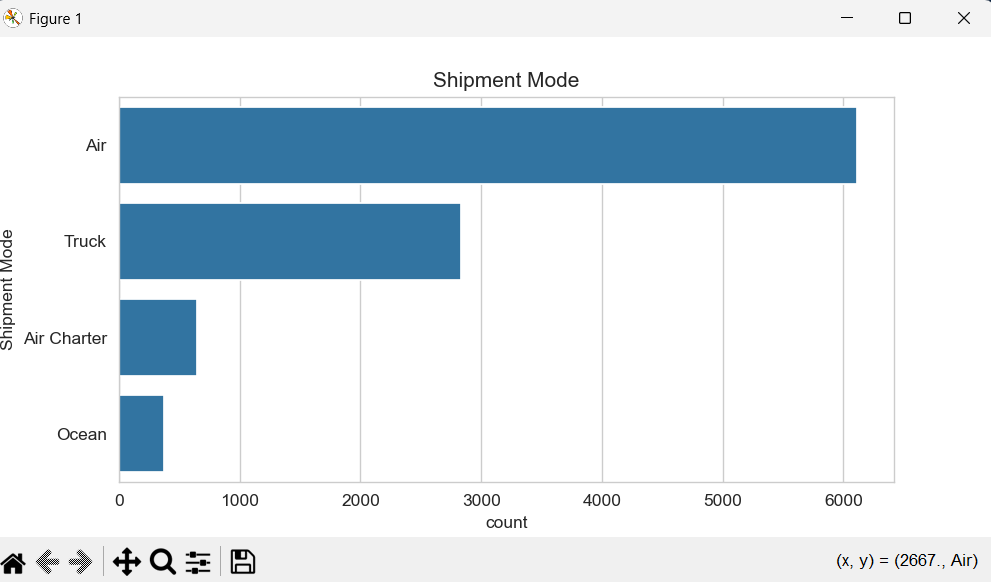 Figure 1
Shipment Mode
Air
Truck
Air Charter
Ocean
Shipment Mode
0 1000 2000 3000 4000 5000 6000
count
(x, y) = (2667., Air)